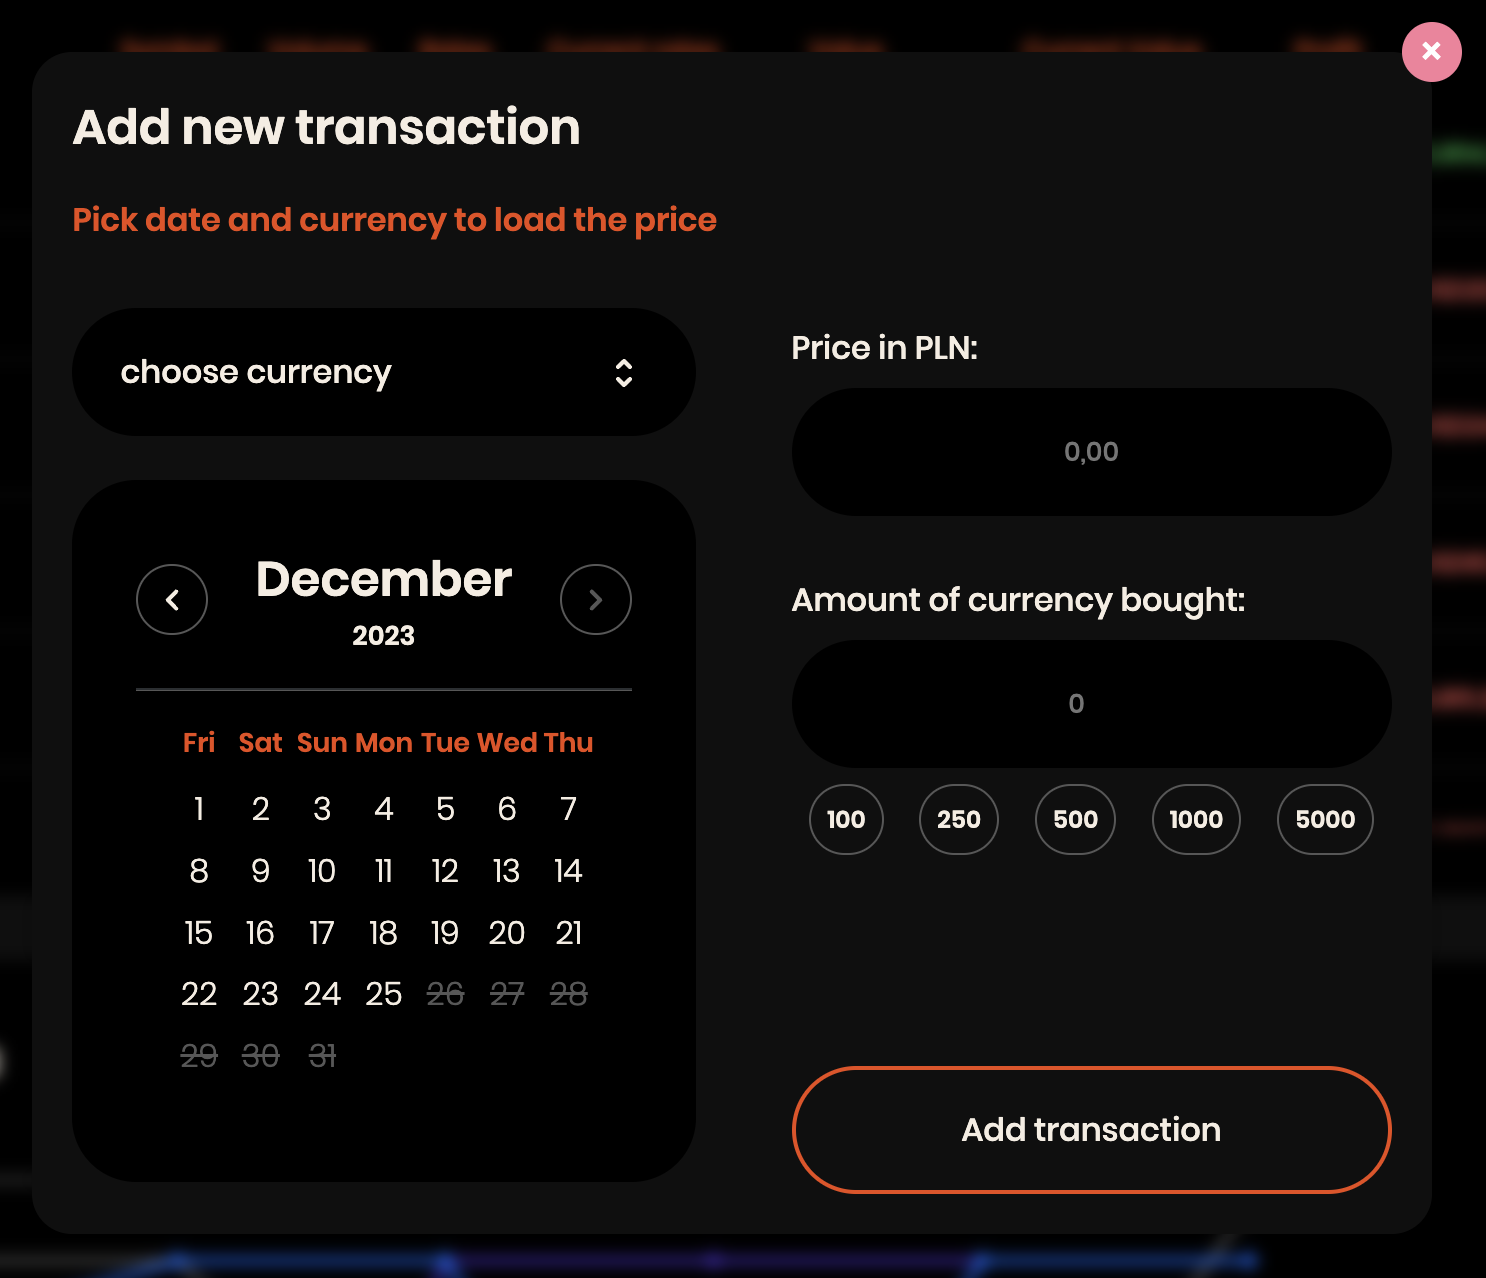 Add new transaction
Pick date and currency to load the price
choose currency
December
2023
Fri Sat Sun Mon Tue Wed Thu
1 2 3 4 5 6 7
8 9 10 11 12 13 14
15 16 17 18 19 20 21
22 23 24 25 26 27 28
29 30 31
Price in PLN:
0,00
Amount of currency bought:
0
100 250 500 1000 5000
Add transaction